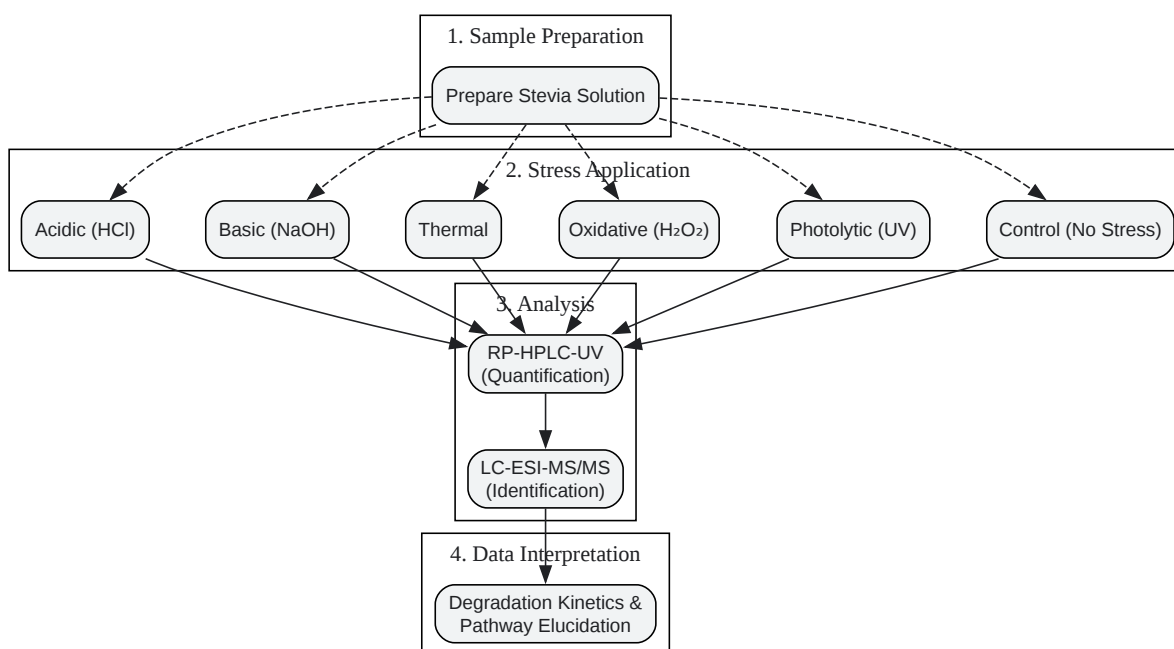 1. Sample Preparation
Prepare Stevia Solution
2. Stress Application
Acidic (HCl)
Basic (NaOH)
Thermal
Oxidative (H₂O₂)
Photolytic (UV)
Control (No Stress)
3. Analysis
RP-HPLC-UV
(Quantification)
LC-ESI-MS/MS
(Identification)
4. Data Interpretation
Degradation Kinetics &
Pathway Elucidation